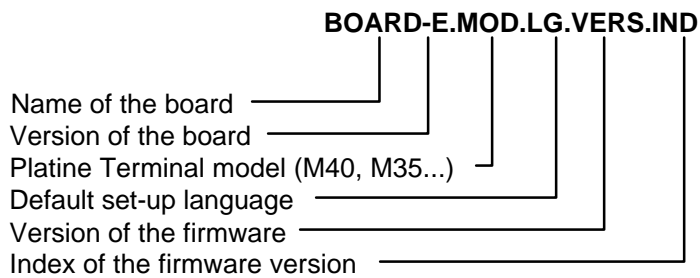 BOARD-E.MOD.LG.VERS.IND
Name of the board
Version of the board
Platine Terminal model (M40, M35...)
Default set-up language
Version of the firmware
Index of the firmware version